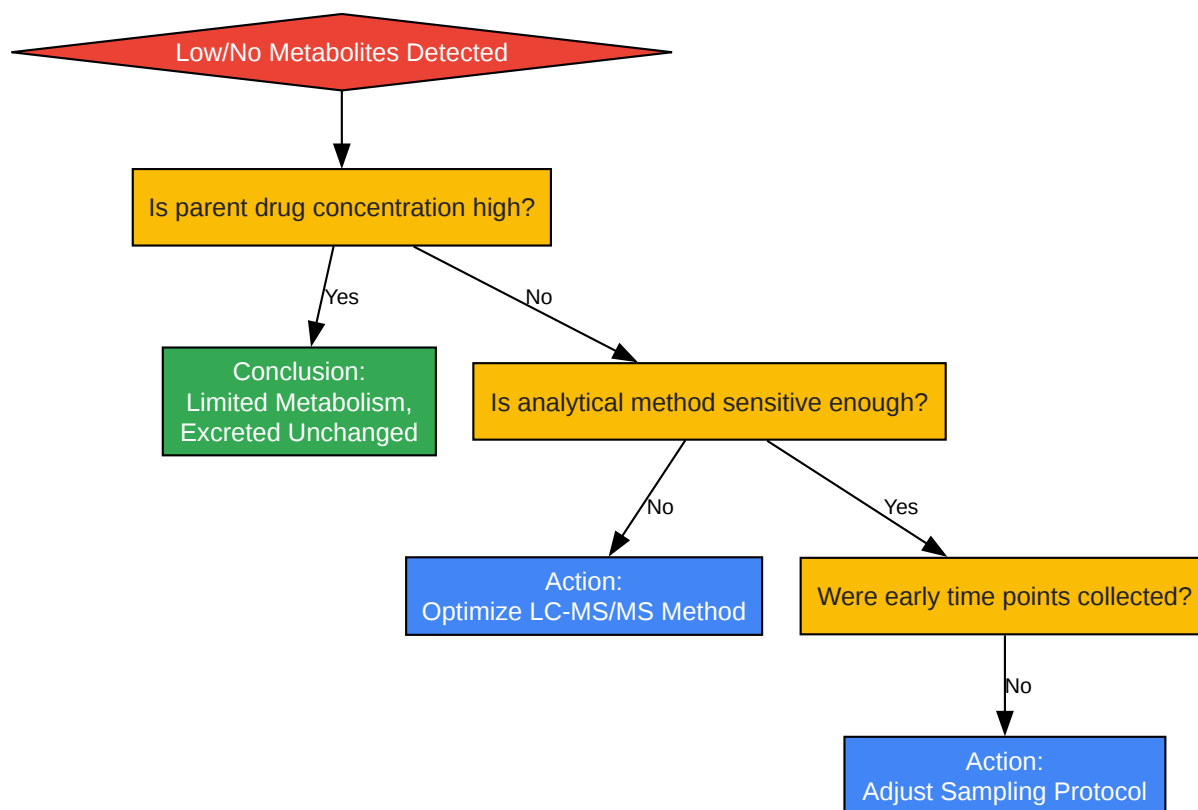 Low/No Metabolites Detected
Is parent drug concentration high?
Yes
No
Conclusion:
Limited Metabolism,
Excreted Unchanged
Is analytical method sensitive enough?
No
Yes
Action:
Optimize LC-MS/MS Method
Were early time points collected?
No
Action:
Adjust Sampling Protocol